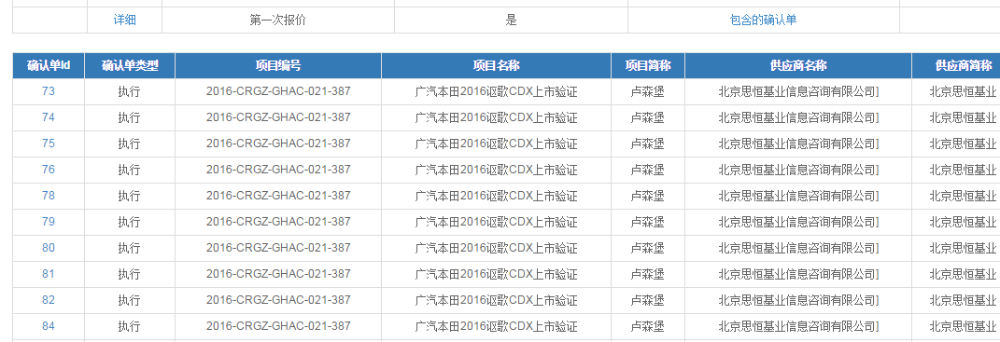 详细 第一次报价 是 包含的确认单
确认单Id 确认单类型 项目编号 项目名称 项目简称 供应商名称 供应商简称
73 执行 2016-CRGZ-GHAC-021-387 广汽本田2016讴歌CDX上市验证 卢森堡 北京思恒基业信息咨询有限公司] 北京思恒基业
74 执行 2016-CRGZ-GHAC-021-387 广汽本田2016讴歌CDX上市验证 卢森堡 北京思恒基业信息咨询有限公司] 北京思恒基业
75 执行 2016-CRGZ-GHAC-021-387 广汽本田2016讴歌CDX上市验证 卢森堡 北京思恒基业信息咨询有限公司] 北京思恒基业
76 执行 2016-CRGZ-GHAC-021-387 广汽本田2016讴歌CDX上市验证 卢森堡 北京思恒基业信息咨询有限公司] 北京思恒基业
78 执行 2016-CRGZ-GHAC-021-387 广汽本田2016讴歌CDX上市验证 卢森堡 北京思恒基业信息咨询有限公司] 北京思恒基业
79 执行 2016-CRGZ-GHAC-021-387 广汽本田2016讴歌CDX上市验证 卢森堡 北京思恒基业信息咨询有限公司] 北京思恒基业
80 执行 2016-CRGZ-GHAC-021-387 广汽本田2016讴歌CDX上市验证 卢森堡 北京思恒基业信息咨询有限公司] 北京思恒基业
81 执行 2016-CRGZ-GHAC-021-387 广汽本田2016讴歌CDX上市验证 卢森堡 北京思恒基业信息咨询有限公司] 北京思恒基业
82 执行 2016-CRGZ-GHAC-021-387 广汽本田2016讴歌CDX上市验证 卢森堡 北京思恒基业信息咨询有限公司] 北京思恒基业
84 执行 2016-CRGZ-GHAC-021-387 广汽本田2016讴歌CDX上市验证 卢森堡 北京思恒基业信息咨询有限公司] 北京思恒基业